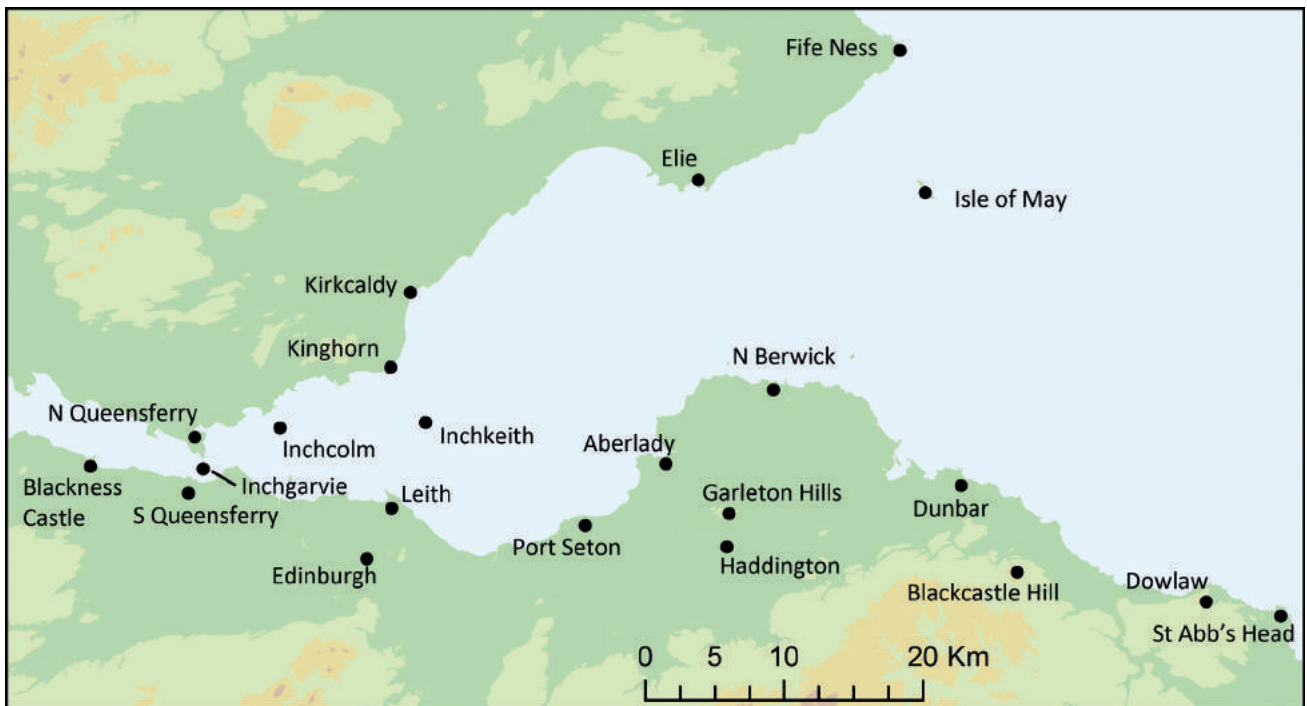 Fife Ness
Elie
Isle of May
Kirkcaldy
Kinghorn
N Berwick
N Queensferry
Inchcolm
Inchkeith
Aberlady
Blackness
Castle
Inchgarvie
S Queensferry
Leith
Garleton Hills
Dunbar
Port Seton
Haddington
Edinburgh
Blackcastle Hill
Dowlaw
St Abb's Head
0 5 10 20 Km